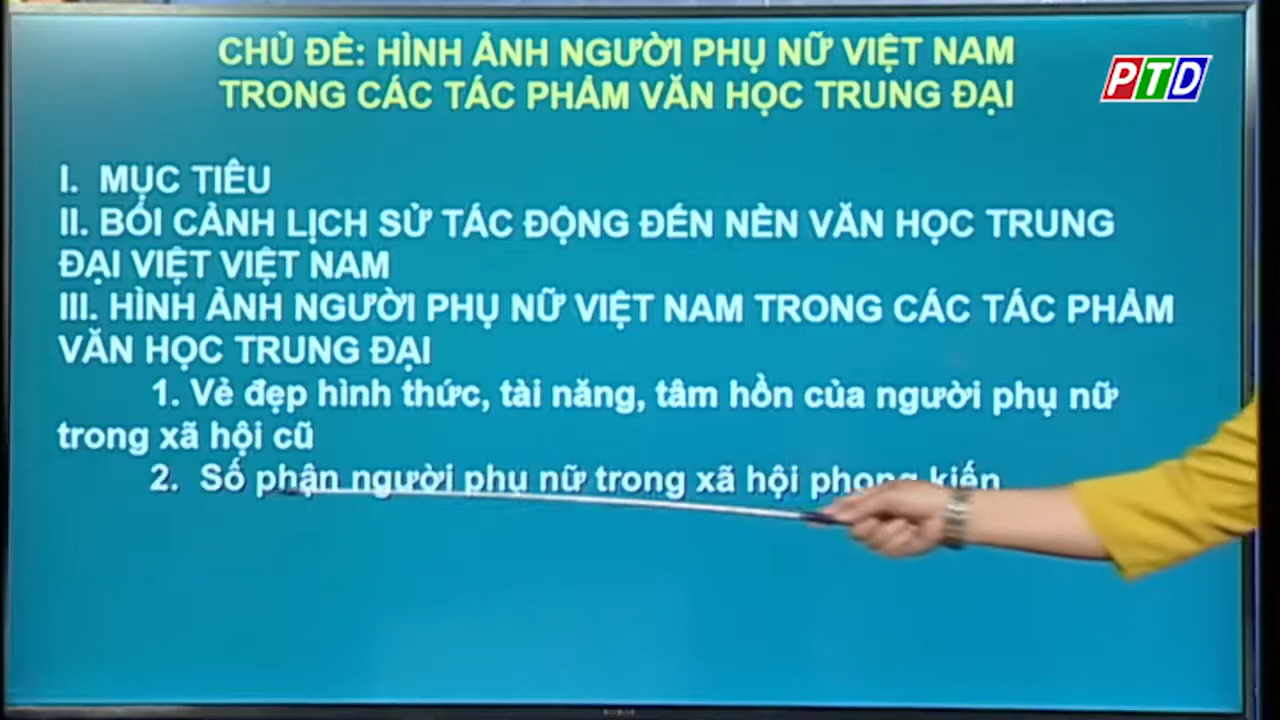 CHỦ ĐỀ: HÌNH ẢNH NGƯỜI PHỤ NỮ VIỆT NAM
TRONG CÁC TÁC PHẨM VĂN HỌC TRUNG ĐẠI
PTD
I. MỤC TIÊU
II. BỐI CẢNH LỊCH SỬ TÁC ĐỘNG ĐẾN NỀN VĂN HỌC TRUNG
ĐẠI VIỆT VIỆT NAM
III. HÌNH ẢNH NGƯỜI PHỤ NỮ VIỆT NAM TRONG CÁC TÁC PHẨM
VĂN HỌC TRUNG ĐẠI
1. Vẻ đẹp hình thức, tài năng, tâm hồn của người phụ nữ
trong xã hội cũ
2. Số phận người phụ nữ trong xã hội phong kiến